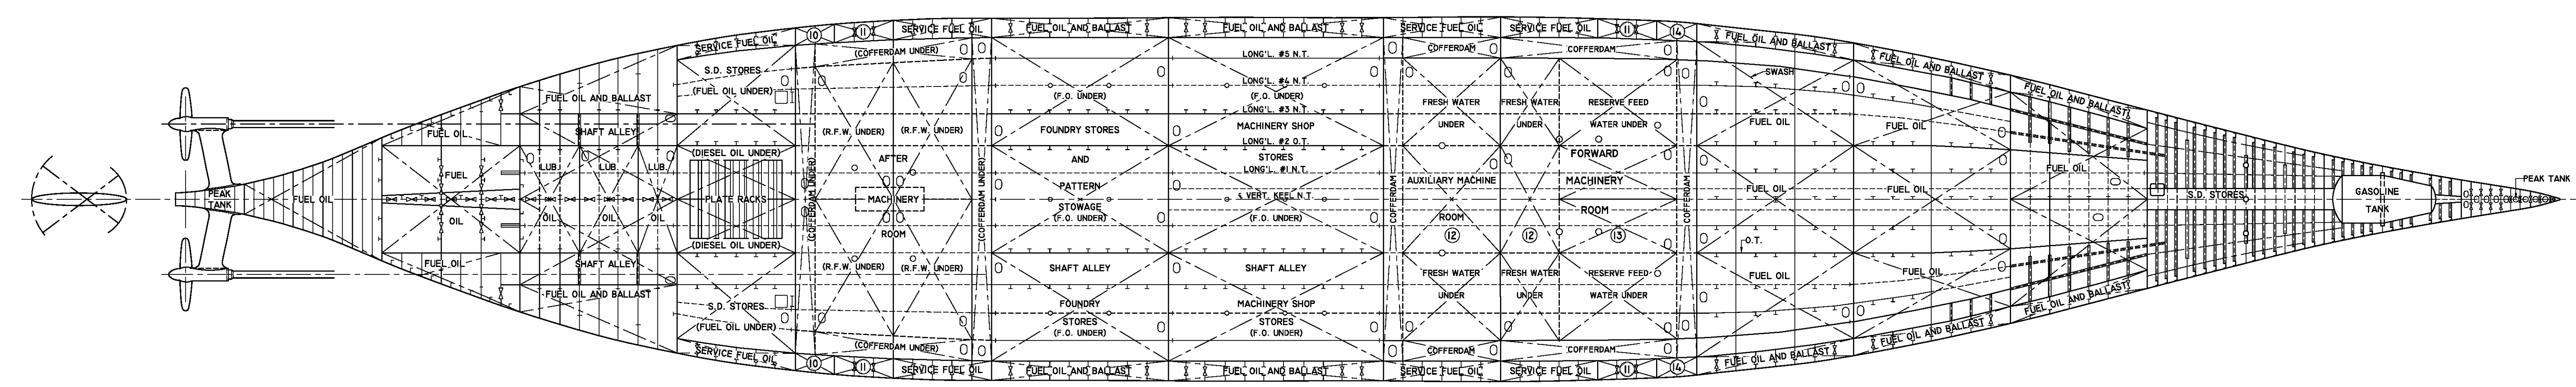 SERVICE FUEL OIL
10
11
SERVICE FUEL OIL
FUEL OIL AND BALLAST
FUEL OIL AND BALLAST
SERVICE FUEL OIL
SERVICE FUEL OIL
11
14
FUEL OIL AND BALLAST
FUEL OIL AND BALLAST
FUEL OIL AND BALLAST
(COFFERDAM UNDER)
COFFERDAM
COFFERDAM
S.D. STORES
(FUEL OIL UNDER)
LONG'L. #5 N.T.
LONG'L. #4 N.T.
(F.O. UNDER)
(F.O. UNDER)
LONG'L. #3 N.T.
SWASH
FUEL OIL AND BALLAST
FUEL OIL
SHAFT ALLEY
(R.F.W. UNDER)
(R.F.W. UNDER)
FOUNDRY STORES
MACHINERY SHOP
FRESH WATER
UNDER
FRESH WATER
UNDER
RESERVE FEED
WATER UNDER
FUEL OIL
FUEL OIL
LONG'L. #2 O.T.
(DIESEL OIL UNDER)
AFTER
AND
STORES
FORWARD
LUB.
LUB.
LUB.
LONG'L. #1 N.T.
FUEL OIL
FUEL
AUXILIARY MACHINE
MACHINERY
PEAK TANK
PEAK
TANK
FUEL OIL
PLATE RACKS
(COFFERDAM UNDER)
MACHINERY
(COFFERDAM UNDER)
PATTERN
STOWAGE
(F.O. UNDER)
℄ VERT. KEEL N.T.
(F.O. UNDER)
COFFERDAM
COFFERDAM
FUEL OIL
FUEL OIL
S.D. STORES
GASOLINE
TANK
OIL
OIL
OIL
OIL
ROOM
ROOM
ROOM
12
12
13
O.T.
(DIESEL OIL UNDER)
FUEL OIL
SHAFT ALLEY
(R.F.W. UNDER)
(R.F.W. UNDER)
SHAFT ALLEY
SHAFT ALLEY
FRESH WATER
UNDER
FRESH WATER
UNDER
RESERVE FEED
WATER UNDER
FUEL OIL
FUEL OIL
FUEL OIL AND BALLAST
S.D. STORES
(FUEL OIL UNDER)
FOUNDRY
STORES
(F.O. UNDER)
MACHINERY SHOP
STORES
(F.O. UNDER)
(COFFERDAM UNDER)
COFFERDAM
COFFERDAM
SERVICE FUEL OIL
10
11
SERVICE FUEL OIL
FUEL OIL AND BALLAST
FUEL OIL AND BALLAST
SERVICE FUEL OIL
SERVICE FUEL OIL
11
14
FUEL OIL AND BALLAST
FUEL OIL AND BALLAST
FUEL OIL AND BALLAST